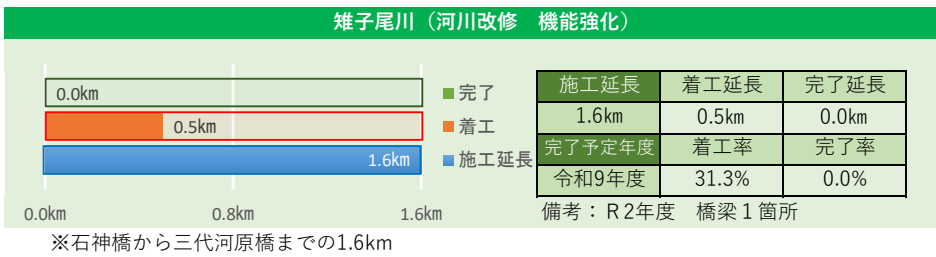 雉子尾川（河川改修　機能強化）
0.0km
0.5km
1.6km
完了
着工
施工延長
0.0km 0.8km 1.6km
施工延長 着工延長 完了延長
1.6km 0.5km 0.0km
完了予定年度 着工率 完了率
令和9年度 31.3% 0.0%
備考：Ｒ2年度　橋梁１箇所
※石神橋から三代河原橋までの1.6km